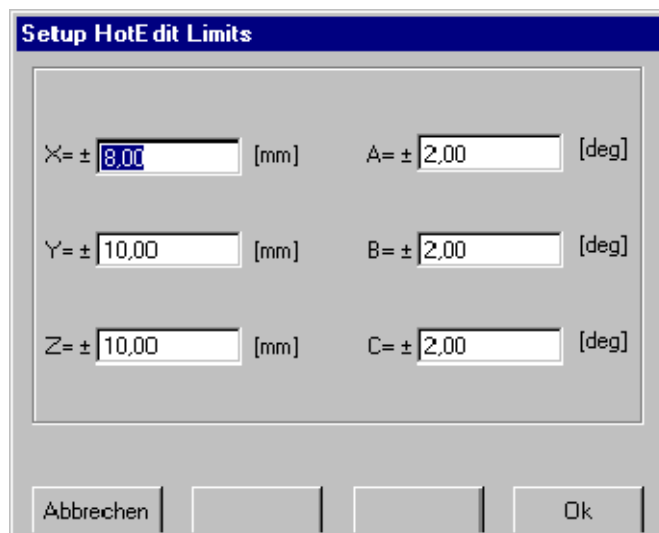 Setup HotEdit Limits
X= ± 8,00 [mm] A= ± 2,00 [deg]
Y= ± 10,00 [mm] B= ± 2,00 [deg]
Z= ± 10,00 [mm] C= ± 2,00 [deg]
Abbrechen Ok